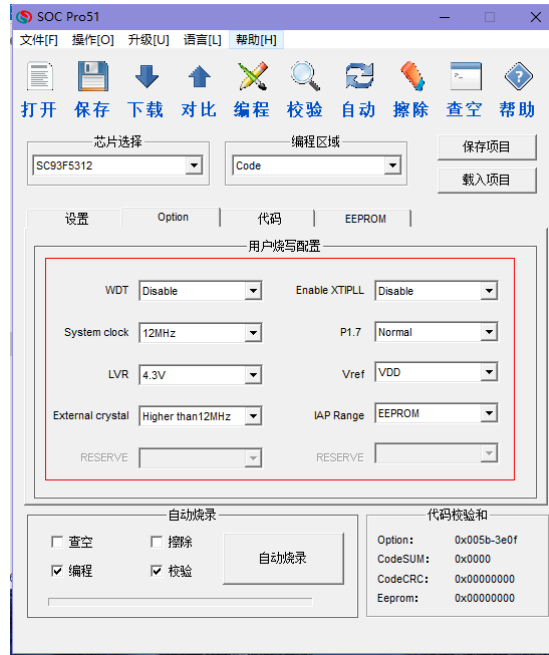 SOC Pro51
文件[F] 操作[O] 升级[U] 语言[L] 帮助[H]
打开 保存 下载 对比 编程 校验 自动 擦除 查空 帮助
芯片选择 编程区域 保存项目
SC93F5312 Code
载入项目
设置 Option 代码 EEPROM
用户烧写配置
WDT Disable Enable XTIPLL Disable
System clock 12MHz P1.7 Normal
LVR 4.3V Vref VDD
External crystal Higher than12MHz IAP Range EEPROM
RESERVE RESERVE
自动烧录 代码校验和
查空 擦除 自动烧录 Option: 0x005b-3e0f
CodeSUM: 0x0000
编程 校验 CodeCRC: 0x00000000
Eeprom: 0x00000000